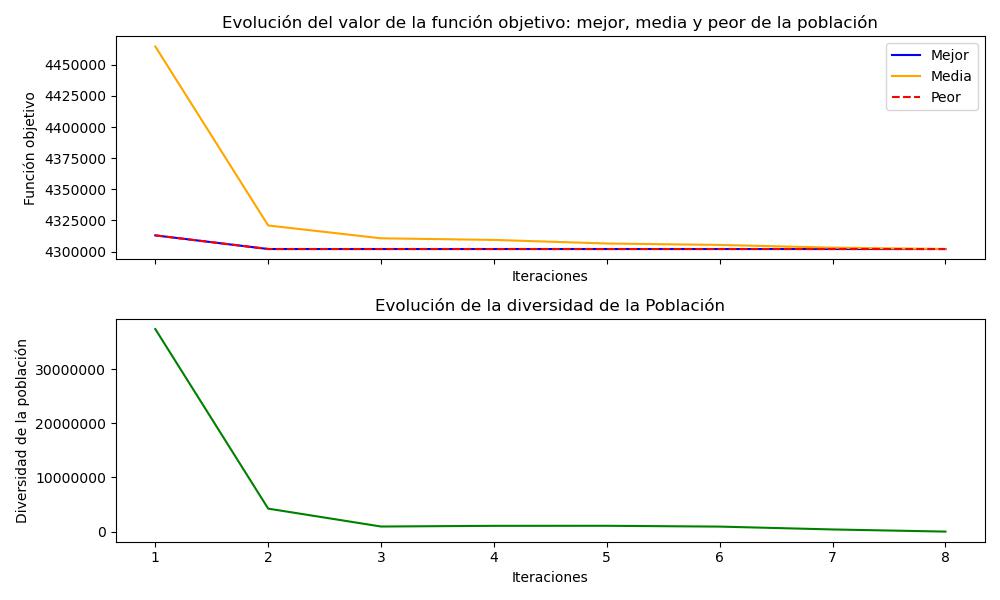 Evolución del valor de la función objetivo: mejor, media y peor de la población
Mejor
Media
Peor
Función objetivo
4450000
4425000
4400000
4375000
4350000
4325000
4300000
Iteraciones
Evolución de la diversidad de la Población
Diversidad de la población
30000000
20000000
10000000
0
1 2 3 4 5 6 7 8
Iteraciones